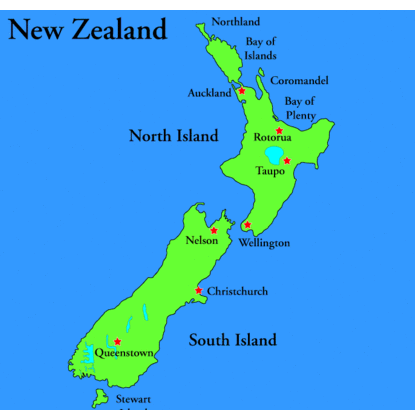 New Zealand
Northland
Bay of
Islands
Coromandel
Auckland
Bay of
Plenty
North Island
Rotorua
Taupo
Nelson
Wellington
Christchurch
South Island
Queenstown
Stewart